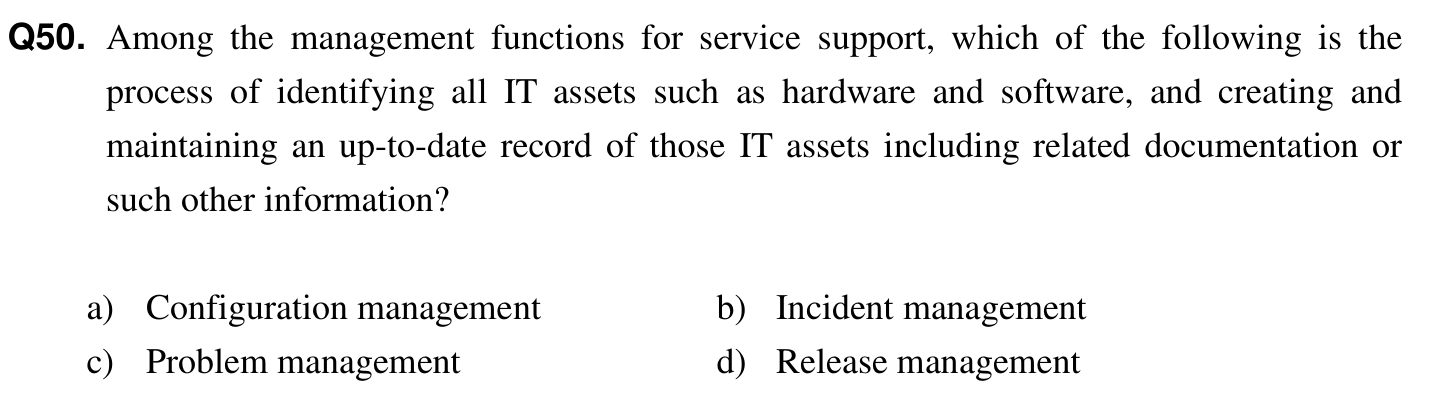 Q50. Among the management functions for service support, which of the following is the
process of identifying all IT assets such as hardware and software, and creating and
maintaining an up-to-date record of those IT assets including related documentation or
such other information?
a) Configuration management b) Incident management
c) Problem management d) Release management